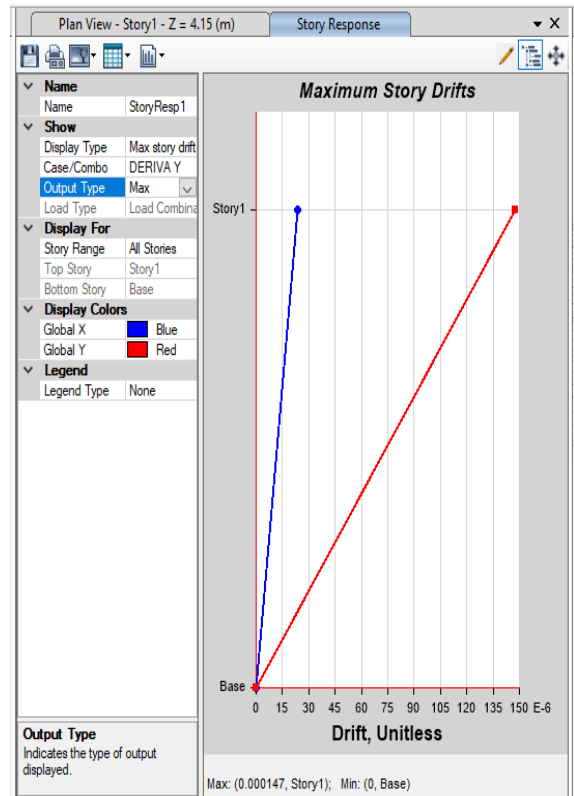 Plan View - Story1 - Z = 4.15 (m)
Story Response
X
Name
Name StoryResp1
Show
Display Type Max story drift
Case/Combo DERIVA Y
Output Type Max
Load Type Load Combina
Display For
Story Range All Stories
Top Story Story1
Bottom Story Base
Display Colors
Global X Blue
Global Y Red
Legend
Legend Type None
Output Type
Indicates the type of output
displayed.
Maximum Story Drifts
Story1
Base
0 15 30 45 60 75 90 105 120 135 150 E-6
Drift, Unitless
Max: (0.000147, Story1); Min: (0, Base)